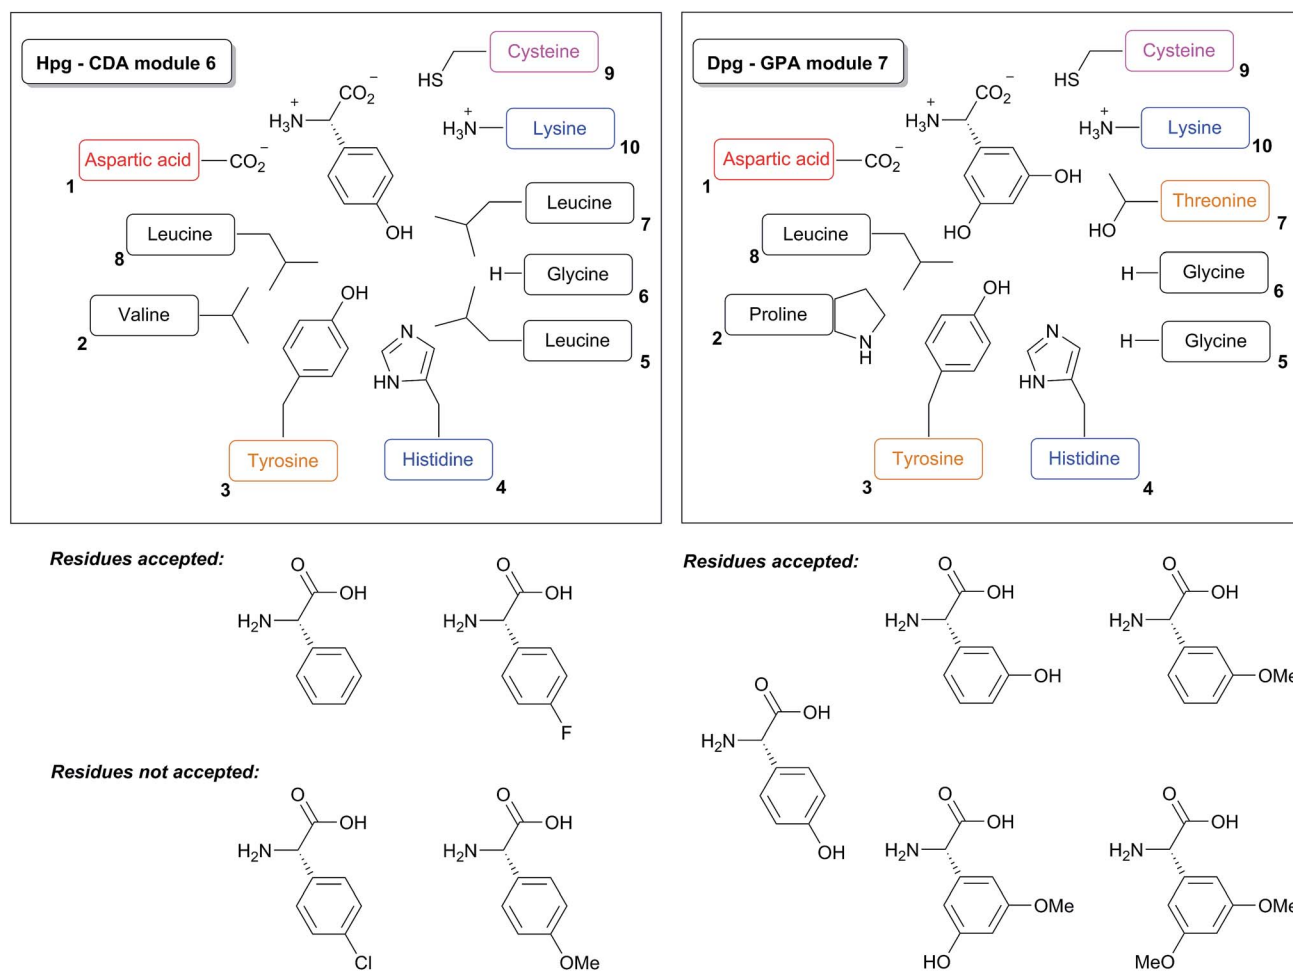 Hpg - CDA module 6
Cysteine
9
HS
CO2−
H3N+
H3N+
Lysine
10
Aspartic acid
CO2−
1
Leucine
7
OH
Leucine
8
H
Glycine
6
Valine
2
OH
Leucine
5
N
HN
Tyrosine
3
Histidine
4
Dpg - GPA module 7
Cysteine
9
HS
CO2−
H3N+
H3N+
Lysine
10
Aspartic acid
CO2−
1
OH
Threonine
7
HO
HO
Leucine
8
H
Glycine
6
Proline
2
NH
OH
H
Glycine
5
N
HN
Tyrosine
3
Histidine
4
Residues accepted:
O
OH
H2N
O
OH
H2N
F
Residues not accepted:
O
OH
H2N
Cl
O
OH
H2N
OMe
Residues accepted:
O
OH
H2N
OH
O
OH
H2N
OMe
O
OH
H2N
OH
O
OH
H2N
OMe
HO
O
OH
H2N
OMe
MeO